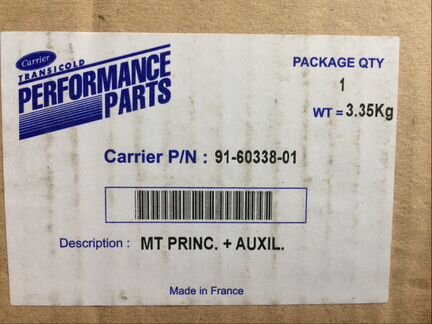 Carrier
TRANSICOLD
PERFORMANCE
PARTS
PACKAGE QTY
1
WT = 3.35Kg
Carrier P/N : 91-60338-01
Description : MT PRINC. + AUXIL.
Made in France